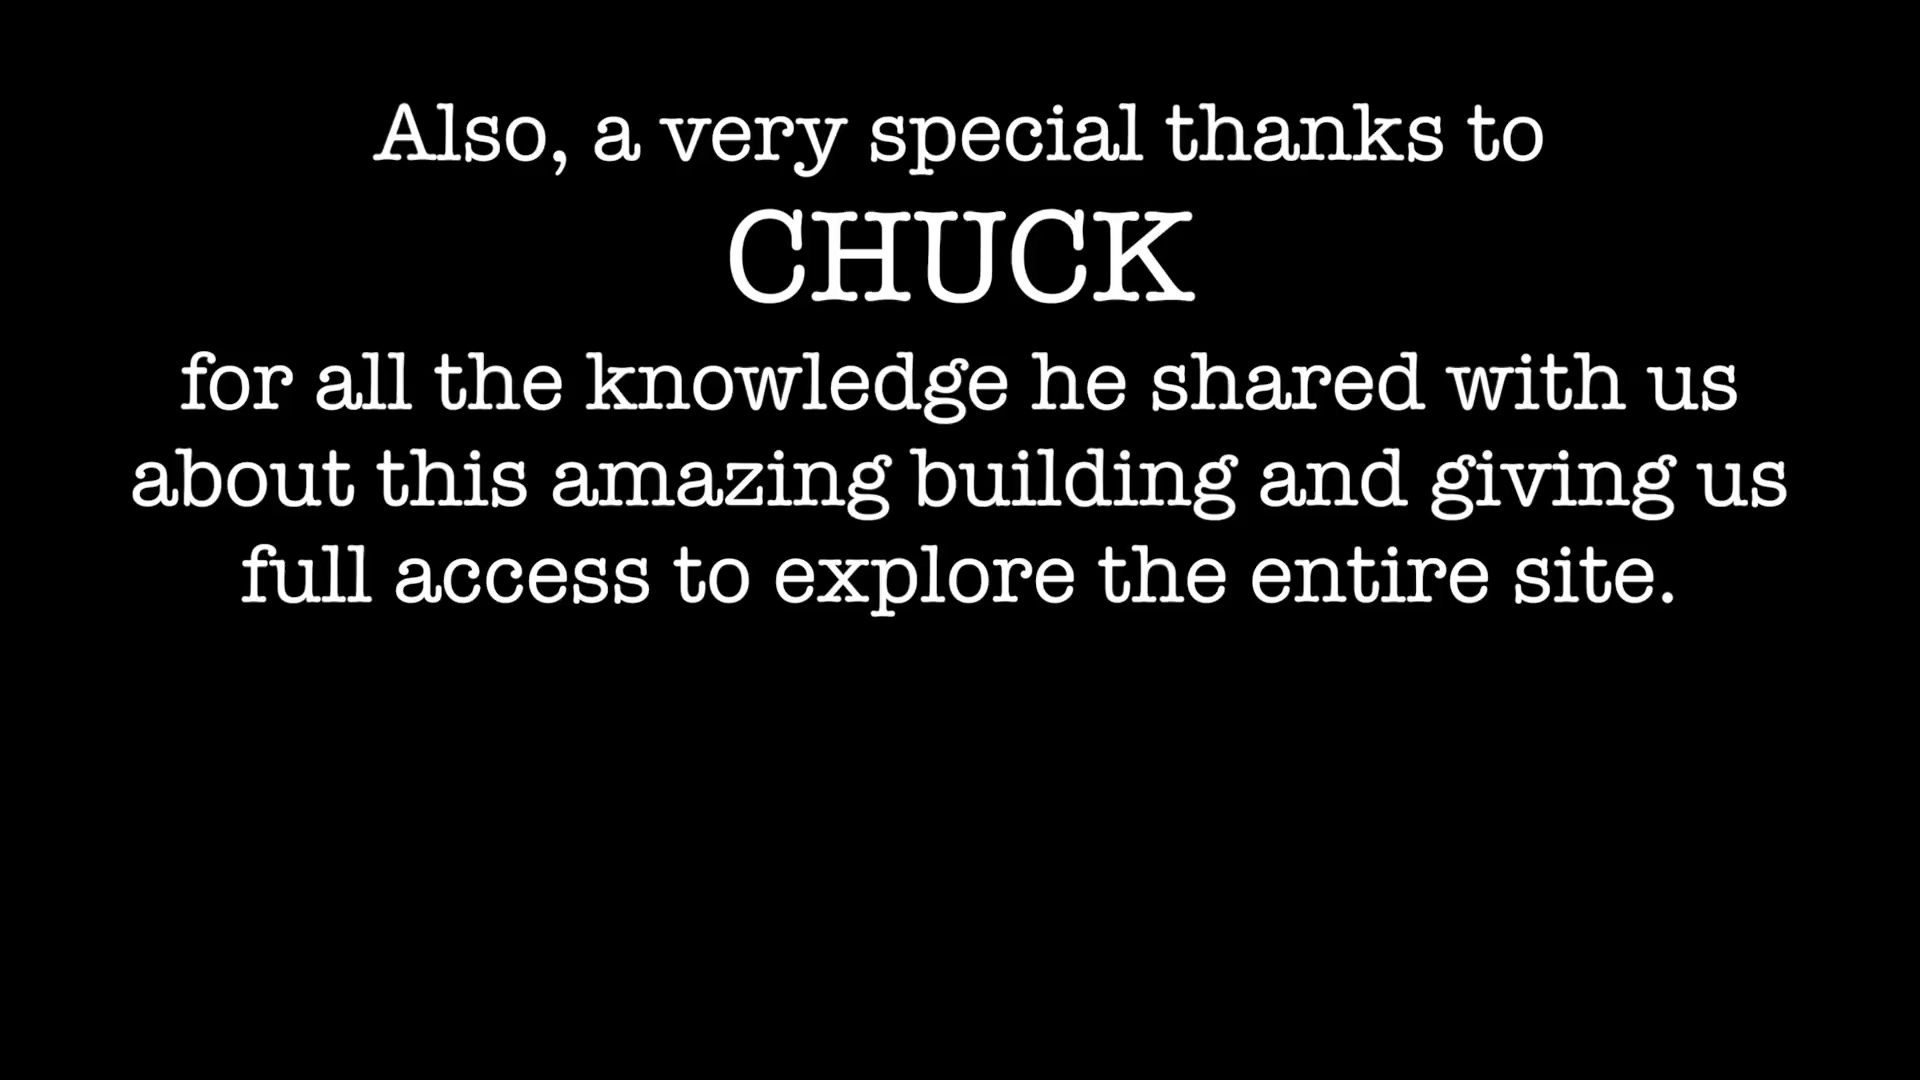 Also, a very special thanks to
CHUCK
for all the knowledge he shared with us
about this amazing building and giving us
full access to explore the entire site.